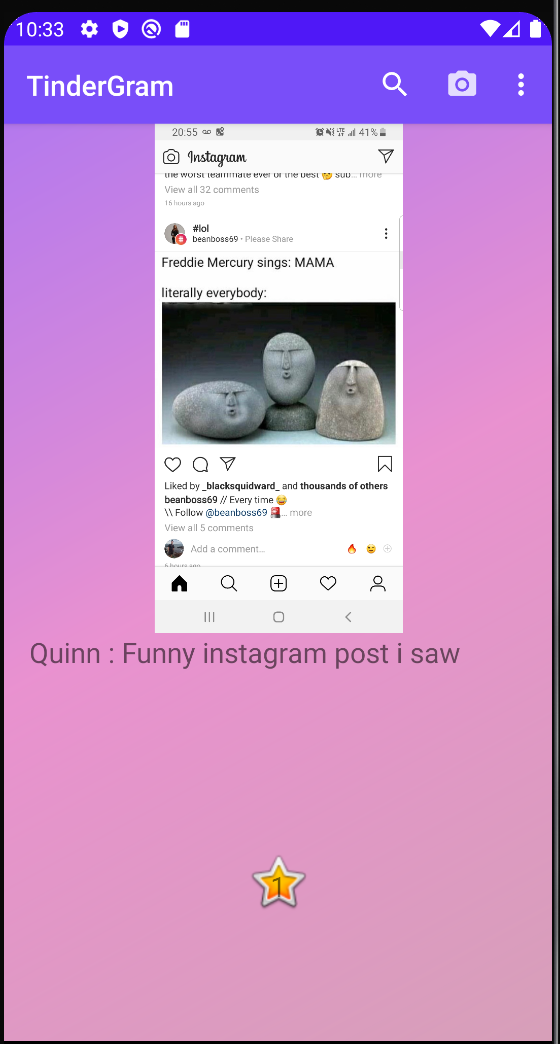 10:33
TinderGram
20:55 41%
Instagram
the worst teammate ever or the best 🤔 sub... more
View all 32 comments
16 hours ago
#lol
beanboss69 • Please Share
Freddie Mercury sings: MAMA
literally everybody:
Liked by _blacksquidward_ and thousands of others
beanboss69 // Every time 😂
\\ Follow @beanboss69 🚨... more
View all 5 comments
Add a comment...
6 hours ago
Quinn : Funny instagram post i saw
1